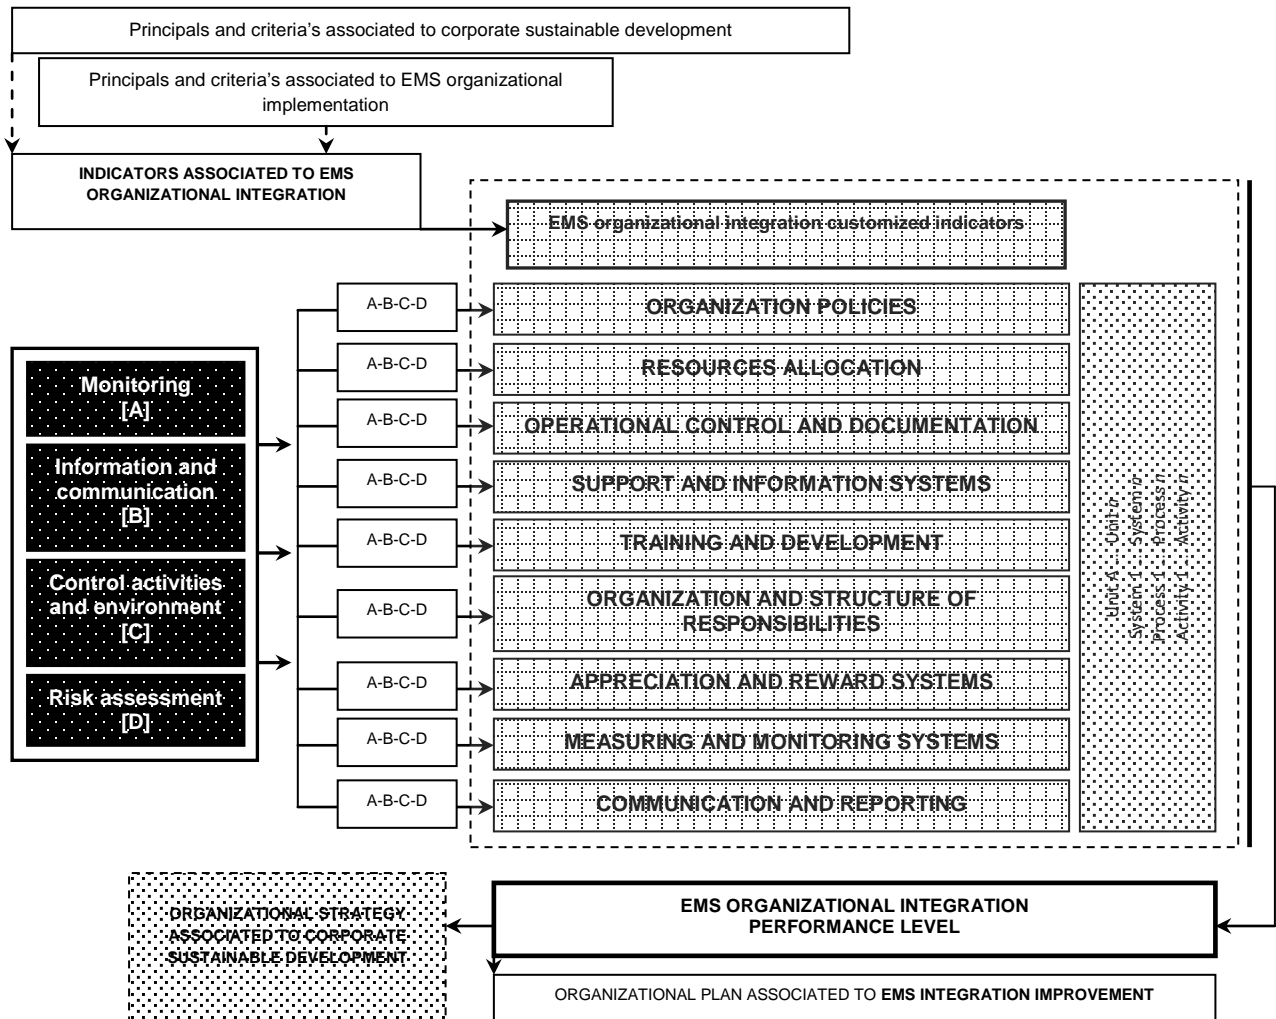 Principals and criteria's associated to corporate sustainable development
Principals and criteria's associated to EMS organizational
implementation
INDICATORS ASSOCIATED TO EMS
ORGANIZATIONAL INTEGRATION
EMS organizational integration customized indicators
A-B-C-D
ORGANIZATION POLICIES
A-B-C-D
RESOURCES ALLOCATION
A-B-C-D
OPERATIONAL CONTROL AND DOCUMENTATION
A-B-C-D
SUPPORT AND INFORMATION SYSTEMS
A-B-C-D
TRAINING AND DEVELOPMENT
A-B-C-D
ORGANIZATION AND STRUCTURE OF
RESPONSIBILITIES
A-B-C-D
APPRECIATION AND REWARD SYSTEMS
A-B-C-D
MEASURING AND MONITORING SYSTEMS
A-B-C-D
COMMUNICATION AND REPORTING
Monitoring
[A]
Information and
communication
[B]
Control activities
and environment
[C]
Risk assessment
[D]
Unit A ... Unit n
System 1 ... System n
Process 1 ... Process n
Activity 1 ... Activity n
ORGANIZATIONAL STRATEGY
ASSOCIATED TO CORPORATE
SUSTAINABLE DEVELOPMENT
EMS ORGANIZATIONAL INTEGRATION
PERFORMANCE LEVEL
ORGANIZATIONAL PLAN ASSOCIATED TO EMS INTEGRATION IMPROVEMENT